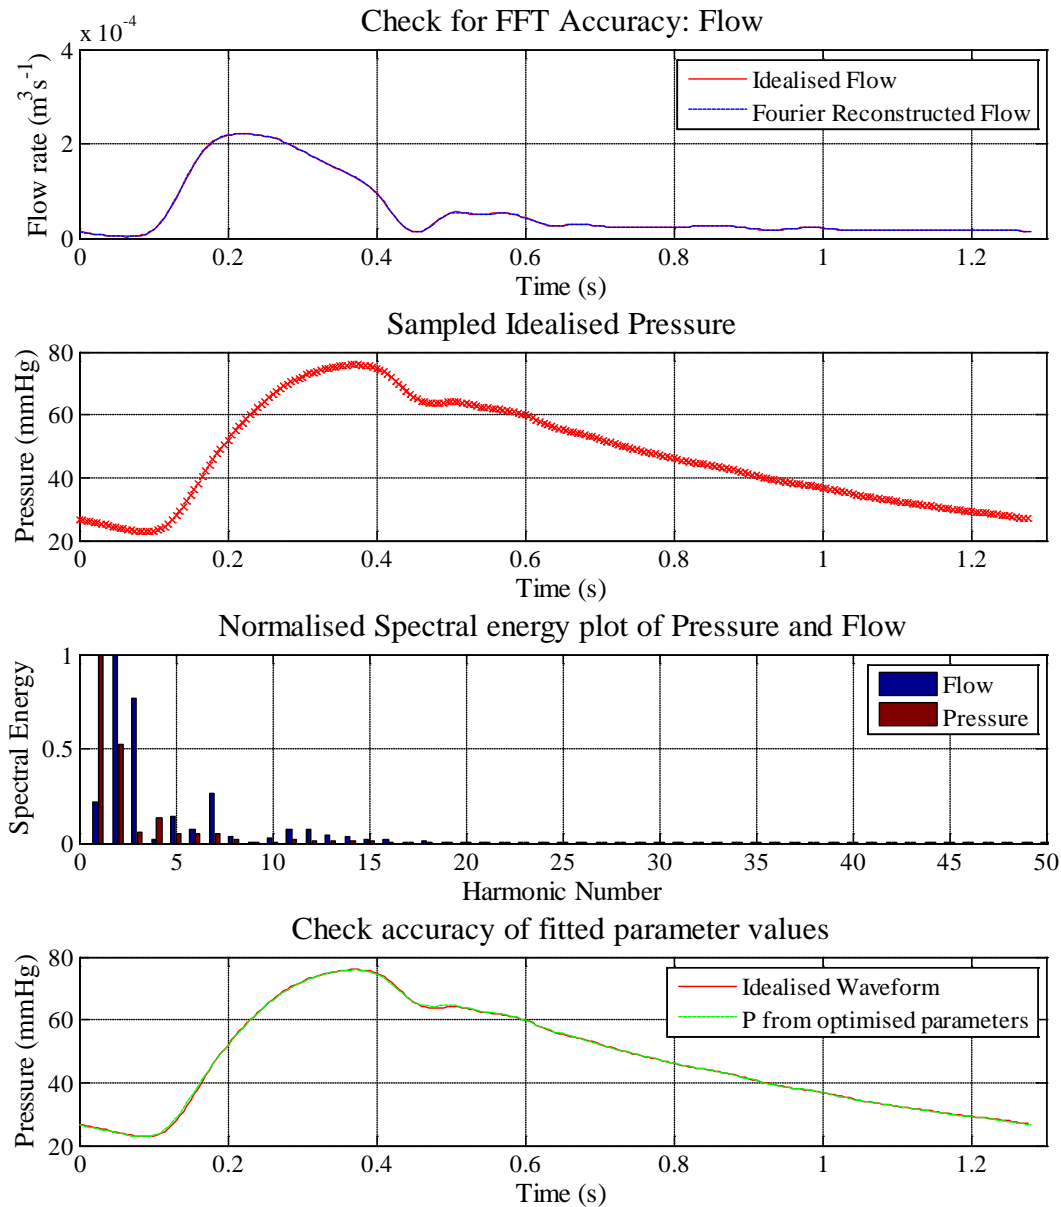 Check for FFT Accuracy: Flow
x 10⁻⁴
4
2
0
Flow rate (m³s⁻¹)
Idealised Flow
Fourier Reconstructed Flow
0 0.2 0.4 0.6 0.8 1 1.2
Time (s)
Sampled Idealised Pressure
80
60
40
20
Pressure (mmHg)
0 0.2 0.4 0.6 0.8 1 1.2
Time (s)
Normalised Spectral energy plot of Pressure and Flow
1
0.5
0
Spectral Energy
Flow
Pressure
0 5 10 15 20 25 30 35 40 45 50
Harmonic Number
Check accuracy of fitted parameter values
80
60
40
20
Pressure (mmHg)
Idealised Waveform
P from optimised parameters
0 0.2 0.4 0.6 0.8 1 1.2
Time (s)